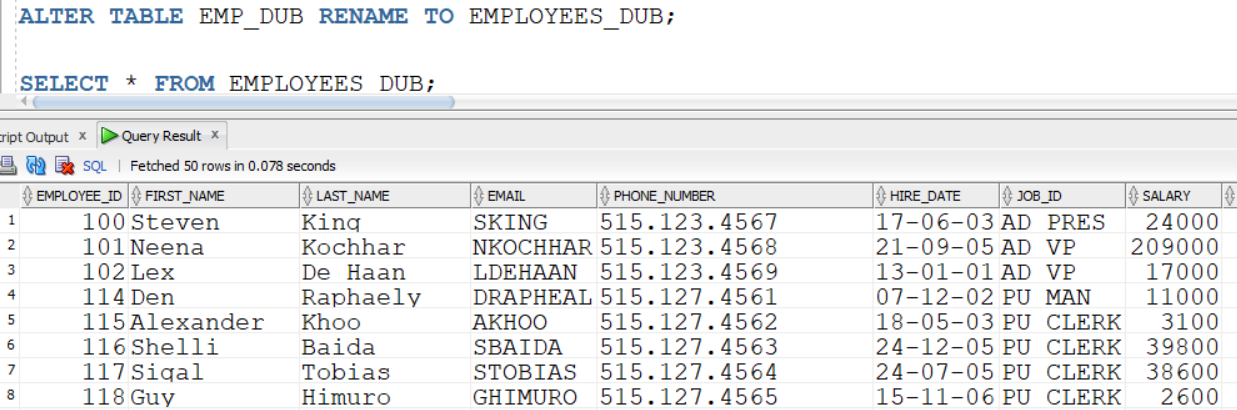 ALTER TABLE EMP_DUB RENAME TO EMPLOYEES_DUB;
SELECT * FROM EMPLOYEES_DUB;
ript Output x Query Result x
SQL | Fetched 50 rows in 0.078 seconds
EMPLOYEE_ID FIRST_NAME LAST_NAME EMAIL PHONE_NUMBER HIRE_DATE JOB_ID SALARY
1 100 Steven King SKING 515.123.4567 17-06-03 AD_PRES 24000
2 101 Neena Kochhar NKOCHHAR 515.123.4568 21-09-05 AD_VP 209000
3 102 Lex De Haan LDEHAAN 515.123.4569 13-01-01 AD_VP 17000
4 114 Den Raphaely DRAPHEAL 515.127.4561 07-12-02 PU_MAN 11000
5 115 Alexander Khoo AKHOO 515.127.4562 18-05-03 PU_CLERK 3100
6 116 Shelli Baida SBAIDA 515.127.4563 24-12-05 PU_CLERK 39800
7 117 Sigal Tobias STOBIAS 515.127.4564 24-07-05 PU_CLERK 38600
8 118 Guy Himuro GHIMURO 515.127.4565 15-11-06 PU_CLERK 2600